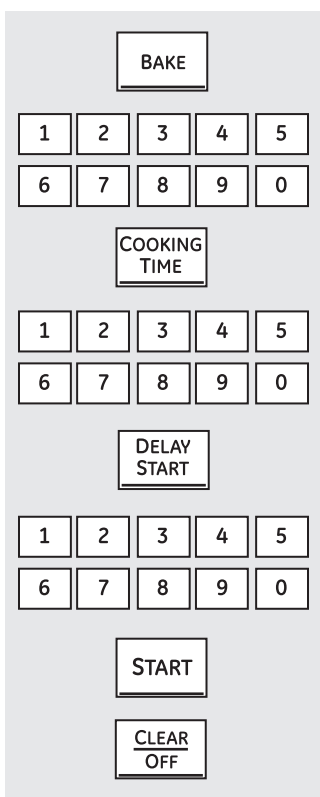 BAKE
1 2 3 4 5
6 7 8 9 0
COOKING
TIME
1 2 3 4 5
6 7 8 9 0
DELAY
START
1 2 3 4 5
6 7 8 9 0
START
CLEAR
OFF